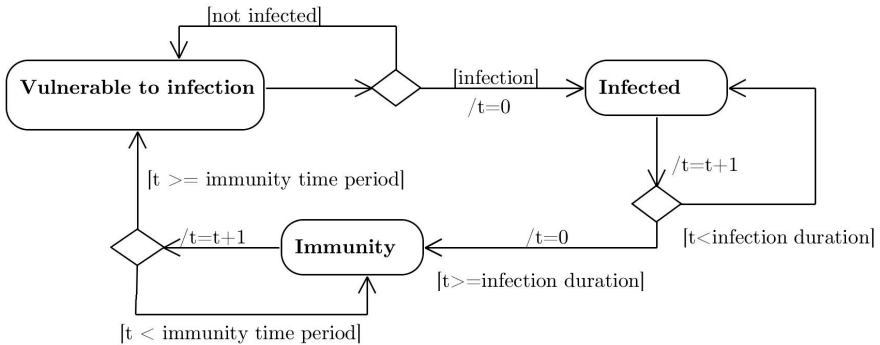 [not infected]
Vulnerable to infection
[infection]
/t=0
Infected
/t=t+1
[t >= immunity time period]
/t=t+1
Immunity
/t=0
[t<infection duration]
[t>=infection duration]
[t < immunity time period]